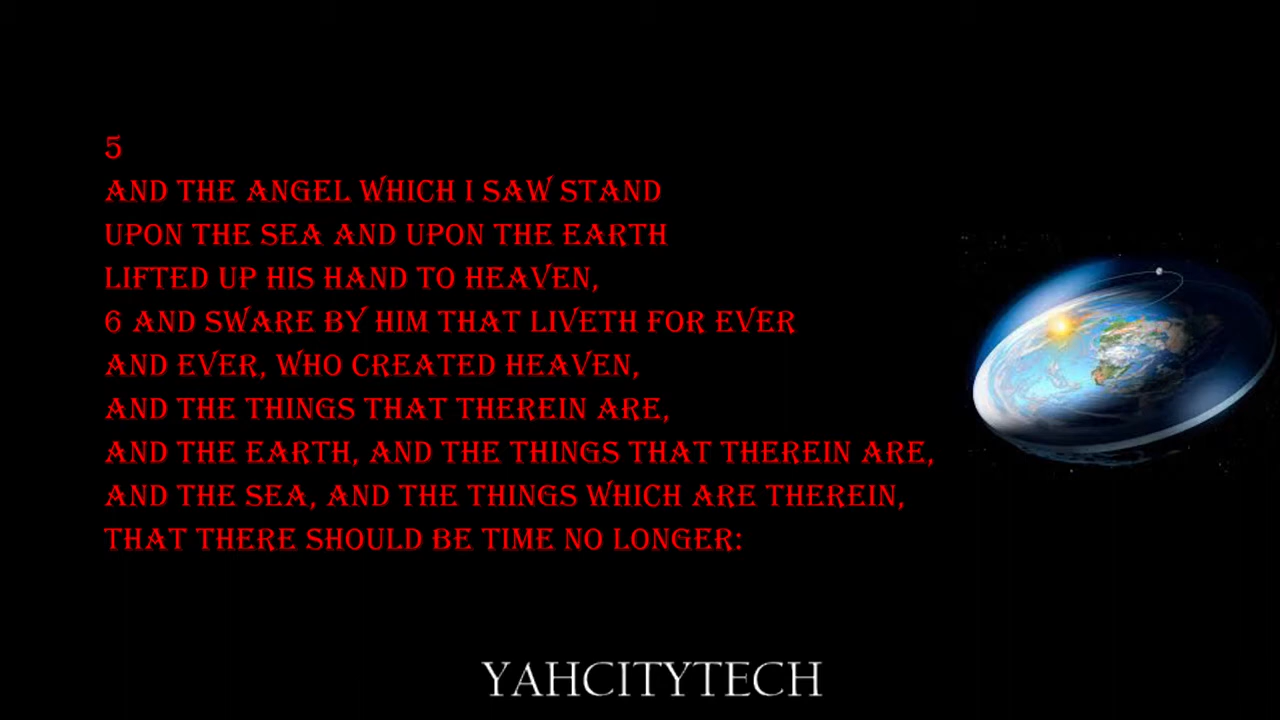 5
AND THE ANGEL WHICH I SAW STAND
UPON THE SEA AND UPON THE EARTH
LIFTED UP HIS HAND TO HEAVEN,
6 AND SWARE BY HIM THAT LIVETH FOR EVER
AND EVER, WHO CREATED HEAVEN,
AND THE THINGS THAT THEREIN ARE,
AND THE EARTH, AND THE THINGS THAT THEREIN ARE,
AND THE SEA, AND THE THINGS WHICH ARE THEREIN,
THAT THERE SHOULD BE TIME NO LONGER:
YAHCITYTECH